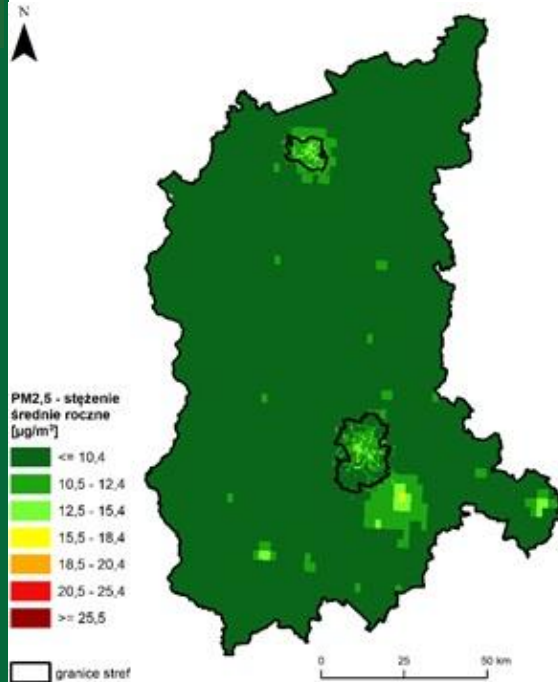 N
PM2,5 - stężenie
średnie roczne
[µg/m³]
<= 10,4
10,5 - 12,4
12,5 - 15,4
15,5 - 18,4
18,5 - 20,4
20,5 - 25,4
>= 25,5
granice stref
0 25 50 km